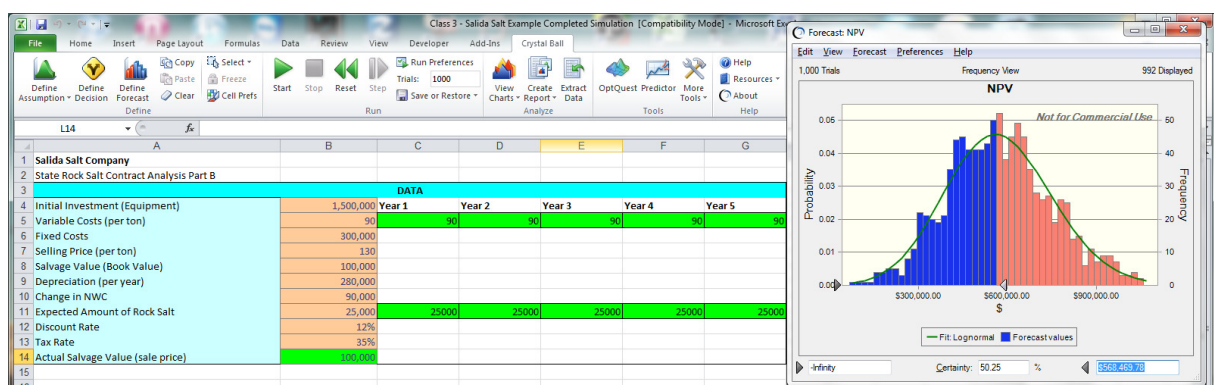 Class 3 - Salida Salt Example Completed Simulation [Compatibility Mode] - Microsoft Ex
File Home Insert Page Layout Formulas Data Review View Developer Add-Ins Crystal Ball
Define Assumption Define Decision Define Forecast Copy Paste Clear Select Freeze Cell Prefs Start Stop Reset Step Run Preferences Trials: 1000 Save or Restore View Charts Create Report Extract Data OptQuest Predictor More Tools Help Resources About
Define Run Analyze Tools Help
L14 fx
A B C D E F G
1 Salida Salt Company
2 State Rock Salt Contract Analysis Part B
3 DATA
4 Initial Investment (Equipment) 1,500,000 Year 1 Year 2 Year 3 Year 4 Year 5
5 Variable Costs (per ton) 90 90 90 90 90 90
6 Fixed Costs 300,000
7 Selling Price (per ton) 130
8 Salvage Value (Book Value) 100,000
9 Depreciation (per year) 280,000
10 Change in NWC 90,000
11 Expected Amount of Rock Salt 25,000 25000 25000 25000 25000 25000
12 Discount Rate 12%
13 Tax Rate 35%
14 Actual Salvage Value (sale price) 100,000
15
Forecast: NPV
Edit View Forecast Preferences Help
1,000 Trials Frequency View 992 Displayed
NPV
Not for Commercial Use
Probability
0.05
0.04
0.03
0.02
0.01
0.00
Frequency
50
40
30
20
10
0
$300,000.00 $600,000.00 $900,000.00
$
Fit: Lognormal Forecast values
-Infinity Certainty: 50.25 % $568,469.78